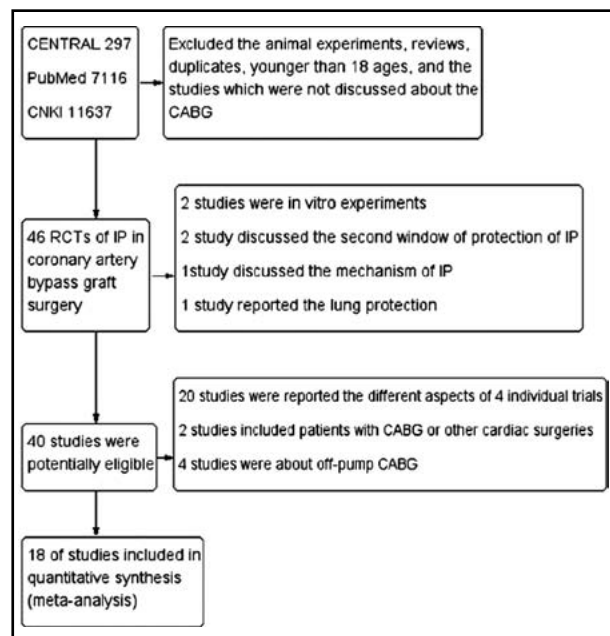 CENTRAL 297
PubMed 7116
CNKI 11637
Excluded the animal experiments, reviews,
duplicates, younger than 18 ages, and the
studies which were not discussed about the
CABG
46 RCTs of IP in
coronary artery
bypass graft
surgery
2 studies were in vitro experiments
2 study discussed the second window of protection of IP
1study discussed the mechanism of IP
1 study reported the lung protection
40 studies were
potentially eligible
20 studies were reported the different aspects of 4 individual trials
2 studies included patients with CABG or other cardiac surgeries
4 studies were about off-pump CABG
18 of studies included in
quantitative synthesis
(meta-analysis)